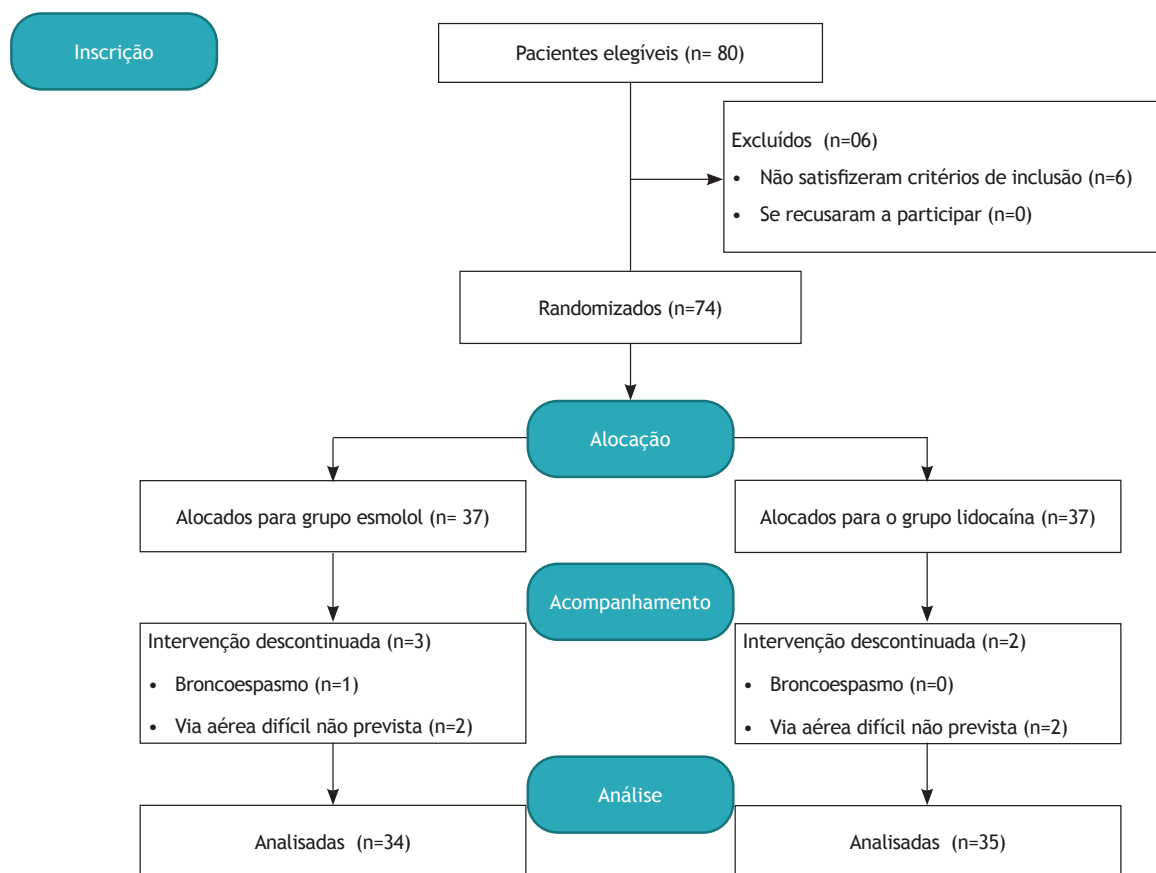 Inscrição
Pacientes elegíveis (n= 80)
Excluídos (n=06)
• Não satisfizeram critérios de inclusão (n=6)
• Se recusaram a participar (n=0)
Randomizados (n=74)
Alocação
Alocados para grupo esmolol (n= 37)
Alocados para o grupo lidocaína (n=37)
Acompanhamento
Intervenção descontinuada (n=3)
• Broncoespasmo (n=1)
• Via aérea difícil não prevista (n=2)
Intervenção descontinuada (n=2)
• Broncoespasmo (n=0)
• Via aérea difícil não prevista (n=2)
Análise
Analisadas (n=34)
Analisadas (n=35)